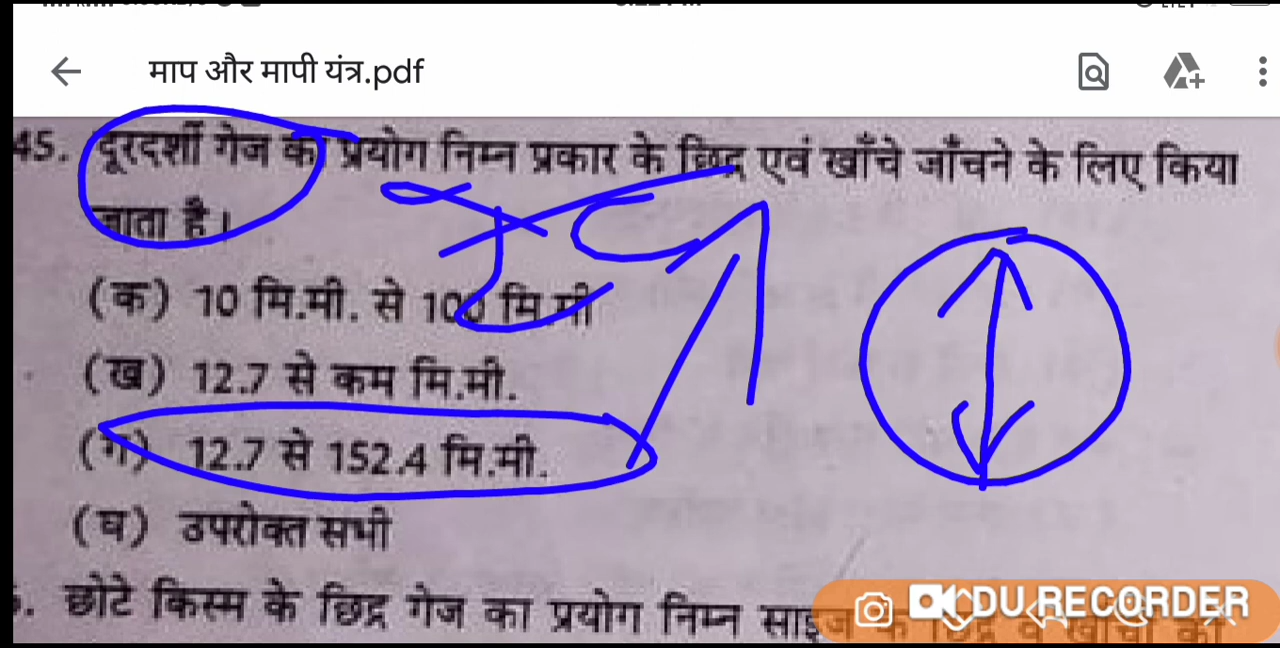 माप और मापी यंत्र.pdf
45. दूरदर्शी गेज का प्रयोग निम्न प्रकार के छिद्र एवं खाँचे जाँचने के लिए किया
जाता है।
(क) 10 मि.मी. से 100 मि.मी
(ख) 12.7 से कम मि.मी.
(ग) 12.7 से 152.4 मि.मी.
(घ) उपरोक्त सभी
छोटे किस्म के छिद्र गेज का प्रयोग निम्न साइज के छिद्र व खाँचों की
DU RECORDER